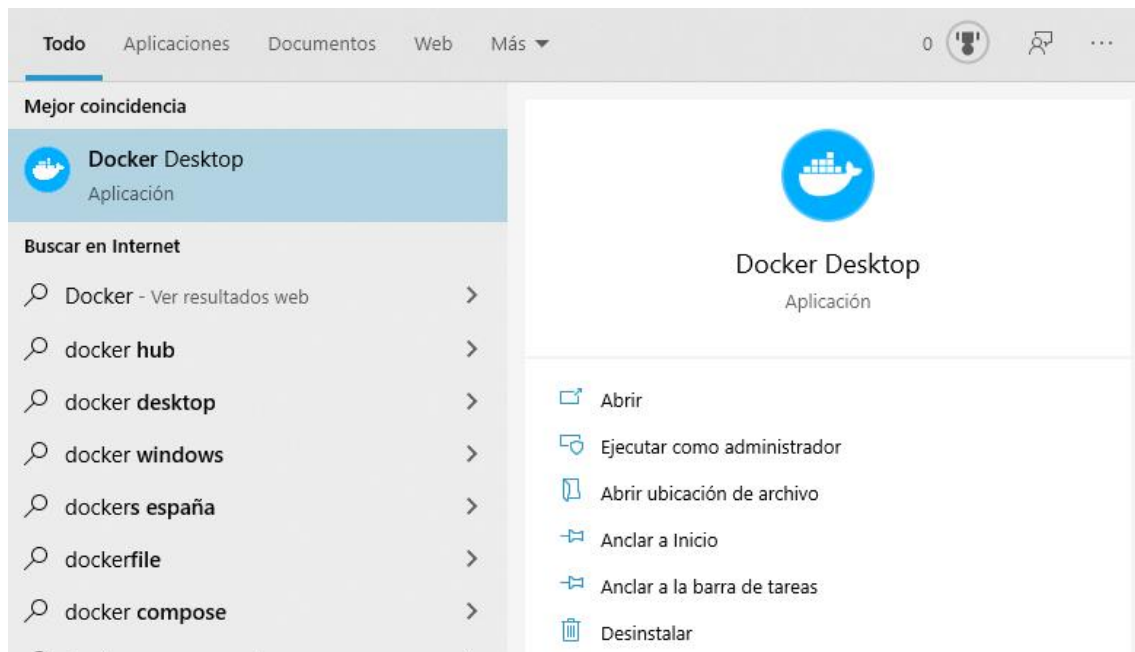 Todo Aplicaciones Documentos Web Más 0 ...
Mejor coincidencia
Docker Desktop
Aplicación
Buscar en Internet
Docker - Ver resultados web
docker hub
docker desktop
docker windows
dockers españa
dockerfile
docker compose
Docker Desktop
Aplicación
Abrir
Ejecutar como administrador
Abrir ubicación de archivo
Anclar a Inicio
Anclar a la barra de tareas
Desinstalar